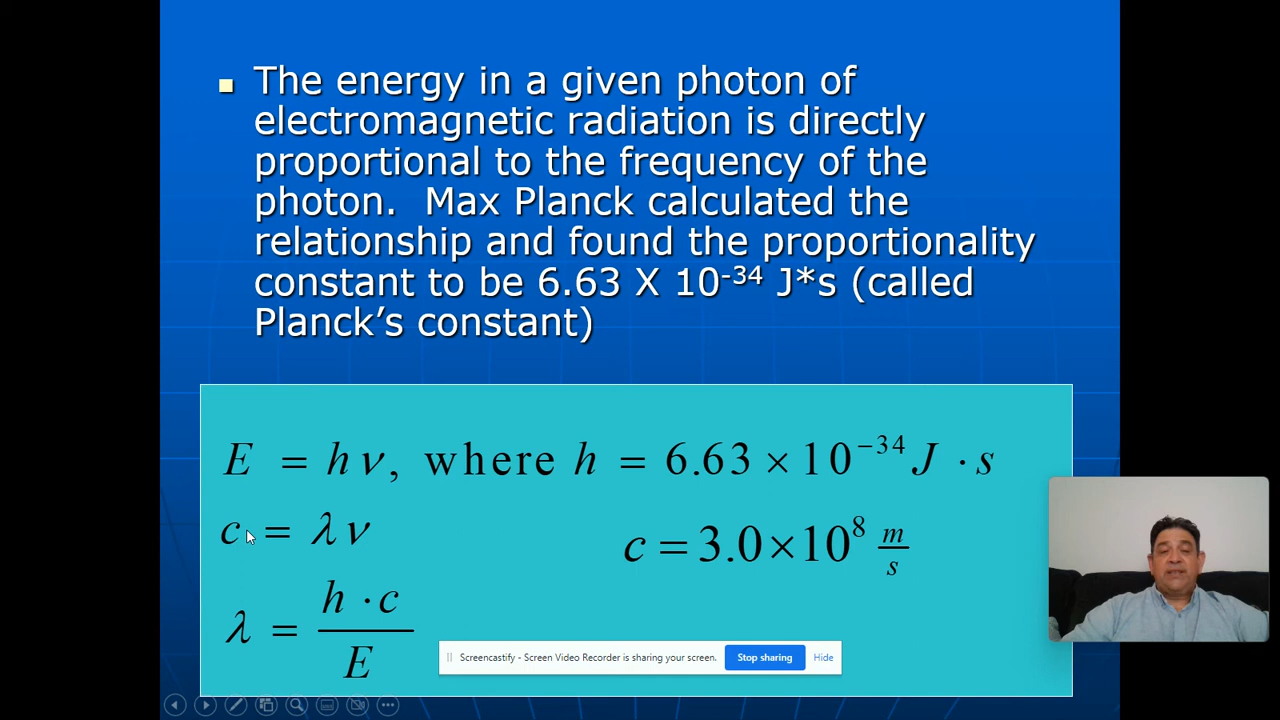 The energy in a given photon of
electromagnetic radiation is directly
proportional to the frequency of the
photon.  Max Planck calculated the
relationship and found the proportionality
constant to be 6.63 X 10⁻³⁴ J*s (called
Planck’s constant)
E = hν, where h = 6.63 × 10⁻³⁴ J · s
c = λν
c = 3.0×10⁸ m/s
λ = h · c / E
Screencastify - Screen Video Recorder is sharing your screen. Stop sharing Hide